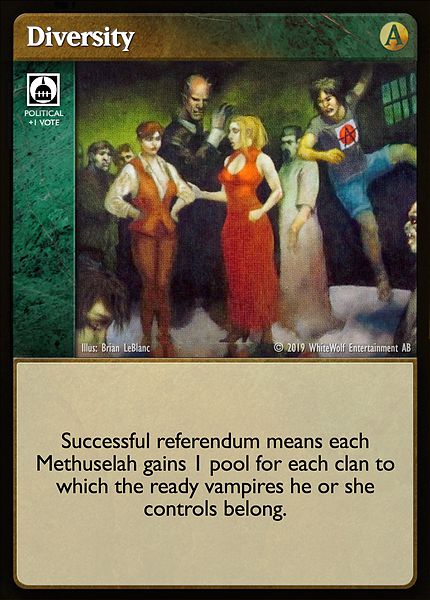 Diversity
A
POLITICAL
+1 VOTE
A
Illus: Brian LeBlanc
© 2019 WhiteWolf Entertainment AB
Successful referendum means each
Methuselah gains 1 pool for each clan to
which the ready vampires he or she
controls belong.